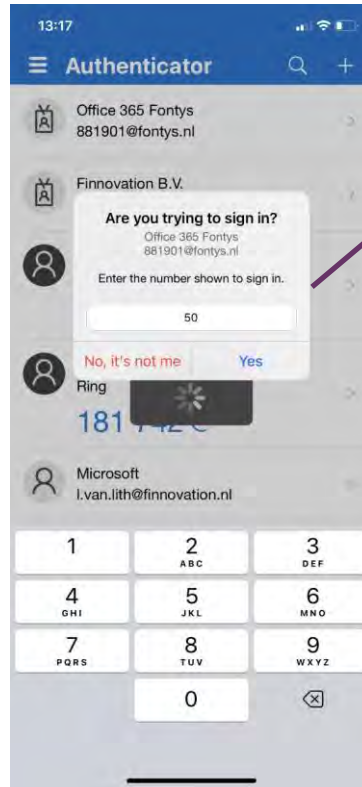 13:17
Authenticator
Office 365 Fontys
881901@fontys.nl
Finnovation B.V.
Are you trying to sign in?
Office 365 Fontys
881901@fontys.nl
Enter the number shown to sign in.
50
No, it's not me
Yes
Ring
181
Microsoft
l.van.lith@finnovation.nl
1
2
ABC
3
DEF
4
GHI
5
JKL
6
MNO
7
PQRS
8
TUV
9
WXYZ
0